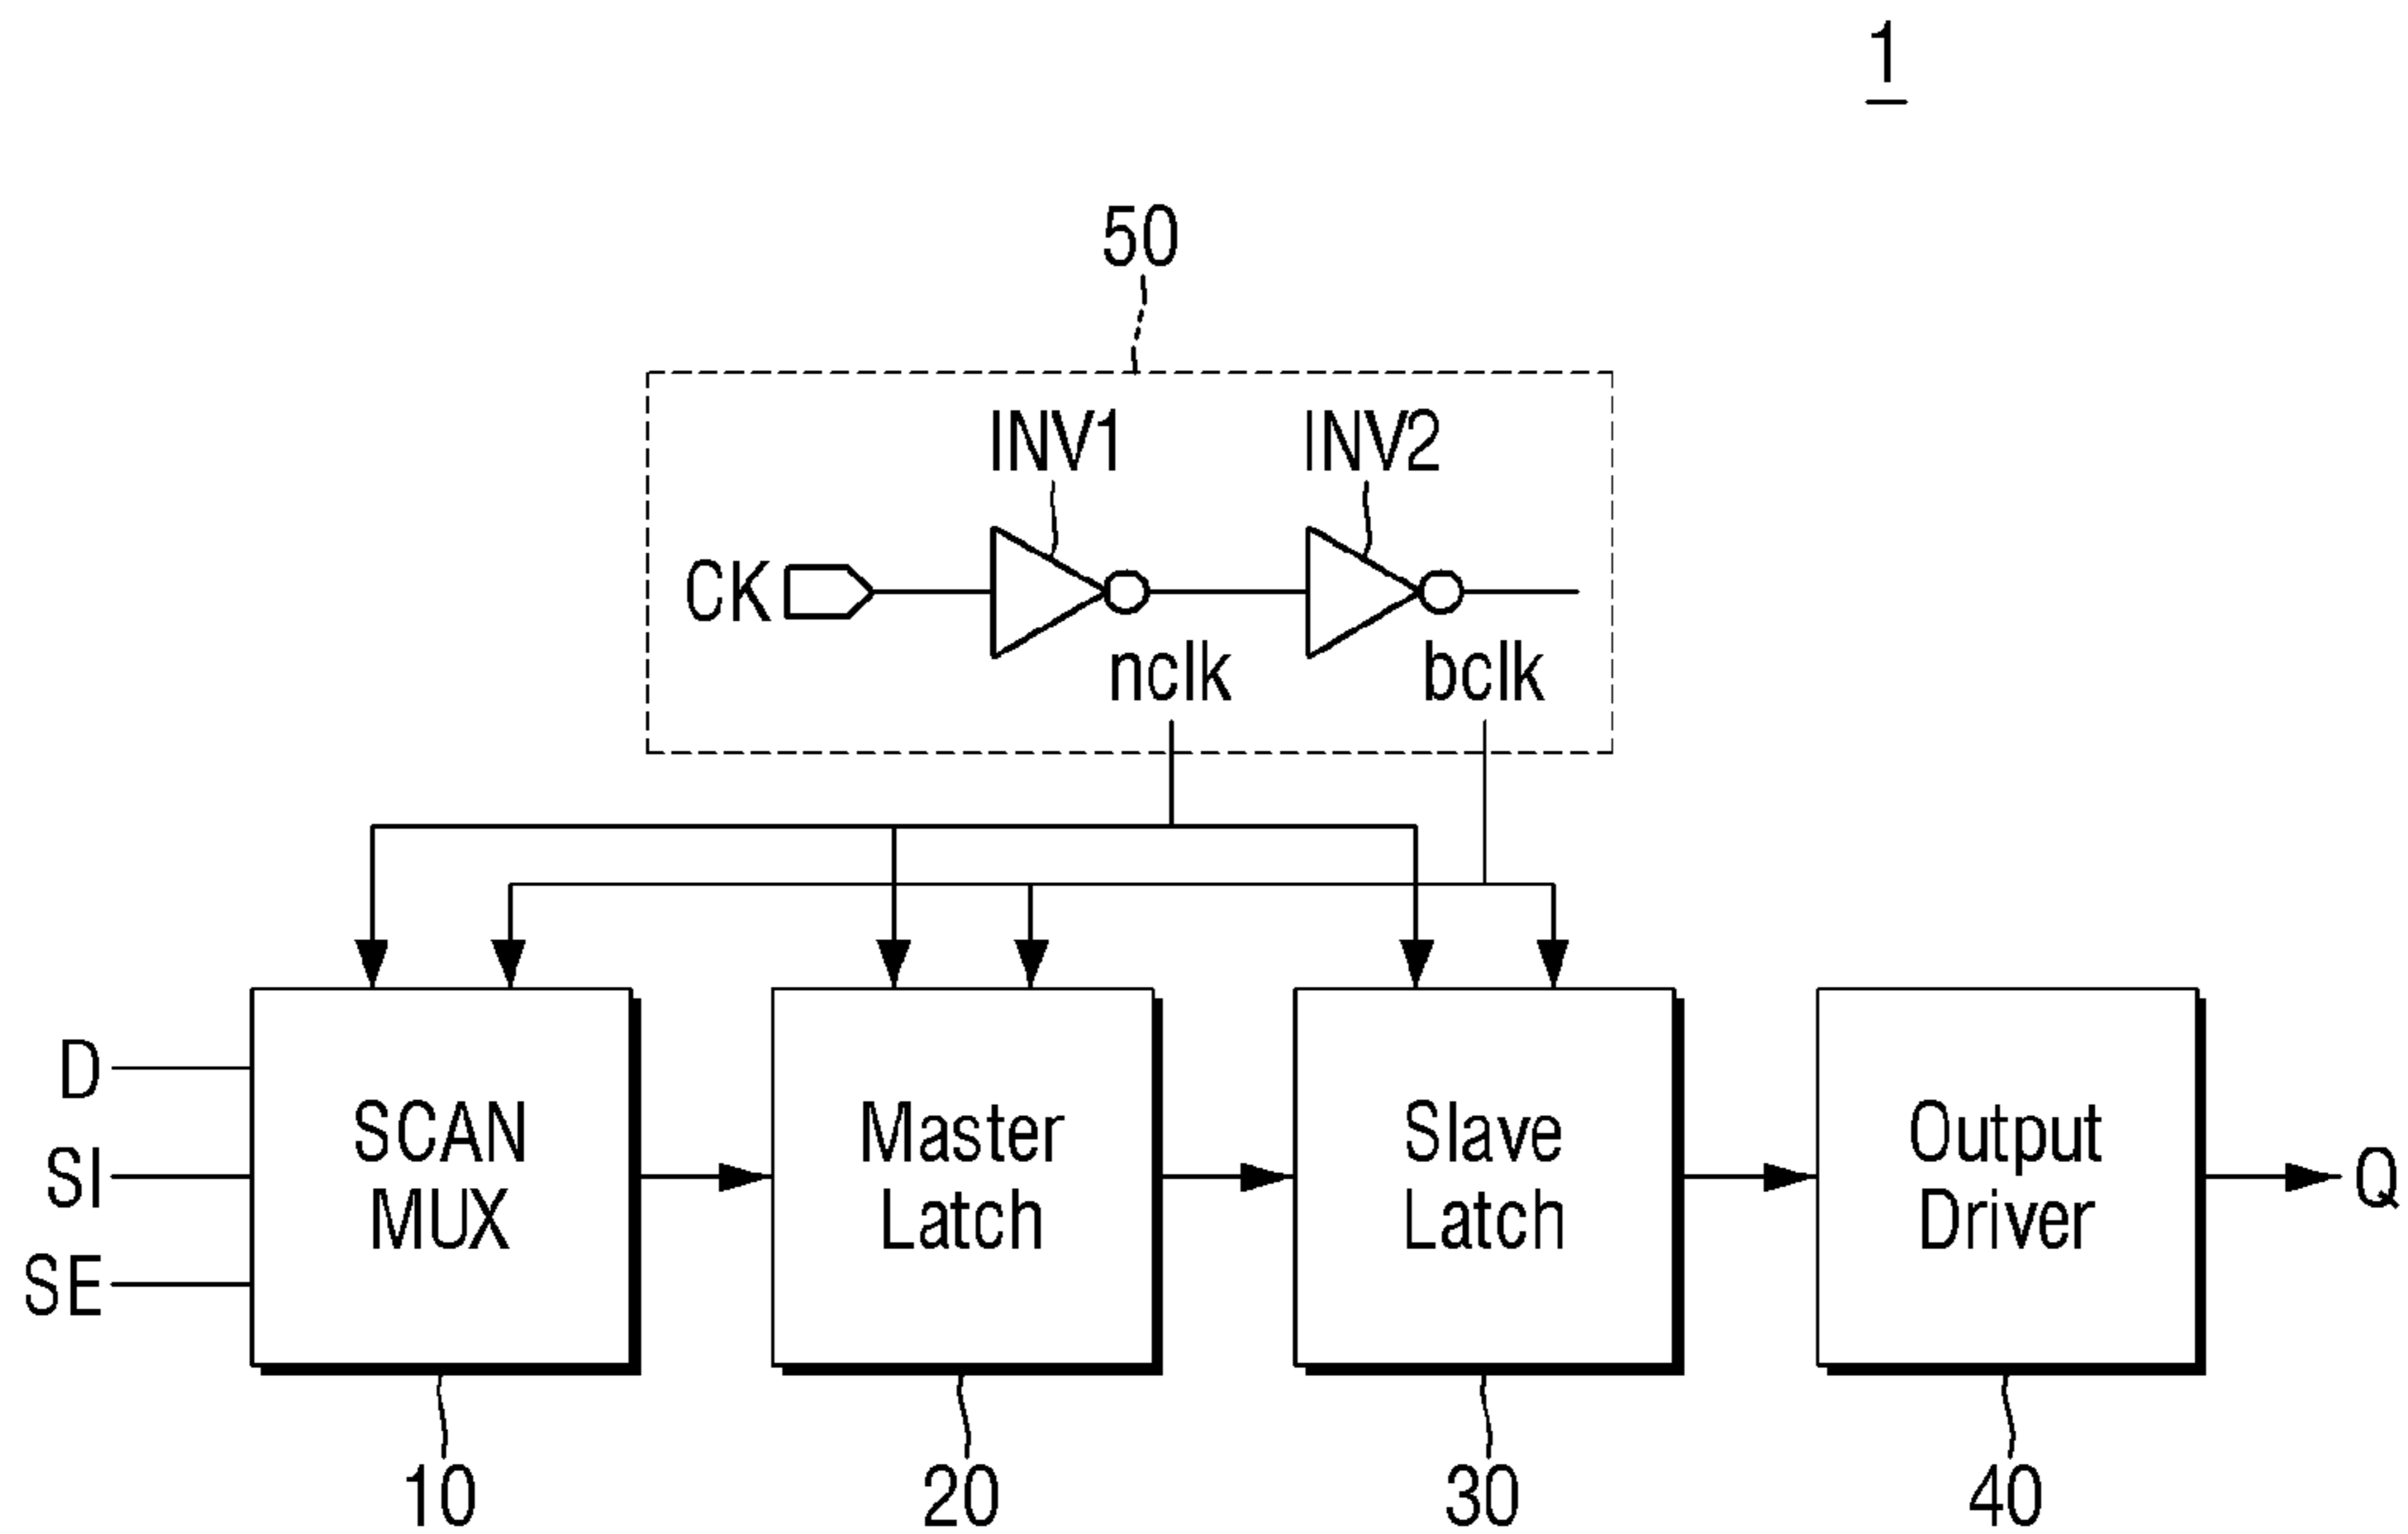 1
50
INV1 INV2
CK
nclk bclk
D
SI
SE
SCAN
MUX
Master
Latch
Slave
Latch
Output
Driver
Q
10 20 30 40